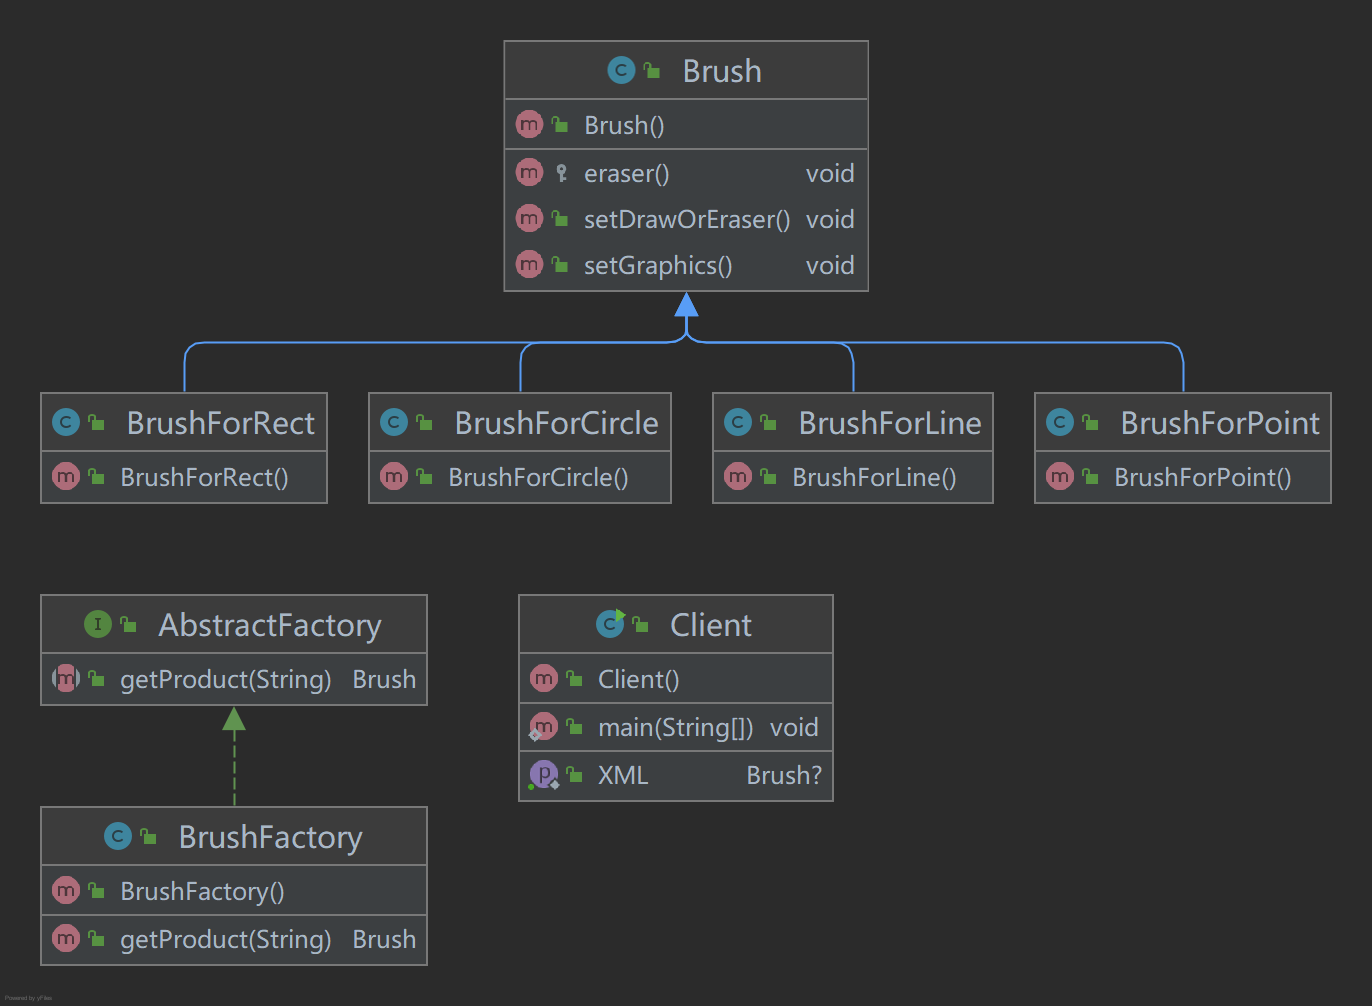 C Brush
m Brush()
m eraser() void
m setDrawOrEraser() void
m setGraphics() void
C BrushForRect
m BrushForRect()
C BrushForCircle
m BrushForCircle()
C BrushForLine
m BrushForLine()
C BrushForPoint
m BrushForPoint()
I AbstractFactory
m getProduct(String) Brush
C Client
m Client()
m main(String[]) void
p XML Brush?
C BrushFactory
m BrushFactory()
m getProduct(String) Brush
Powered by yFiles